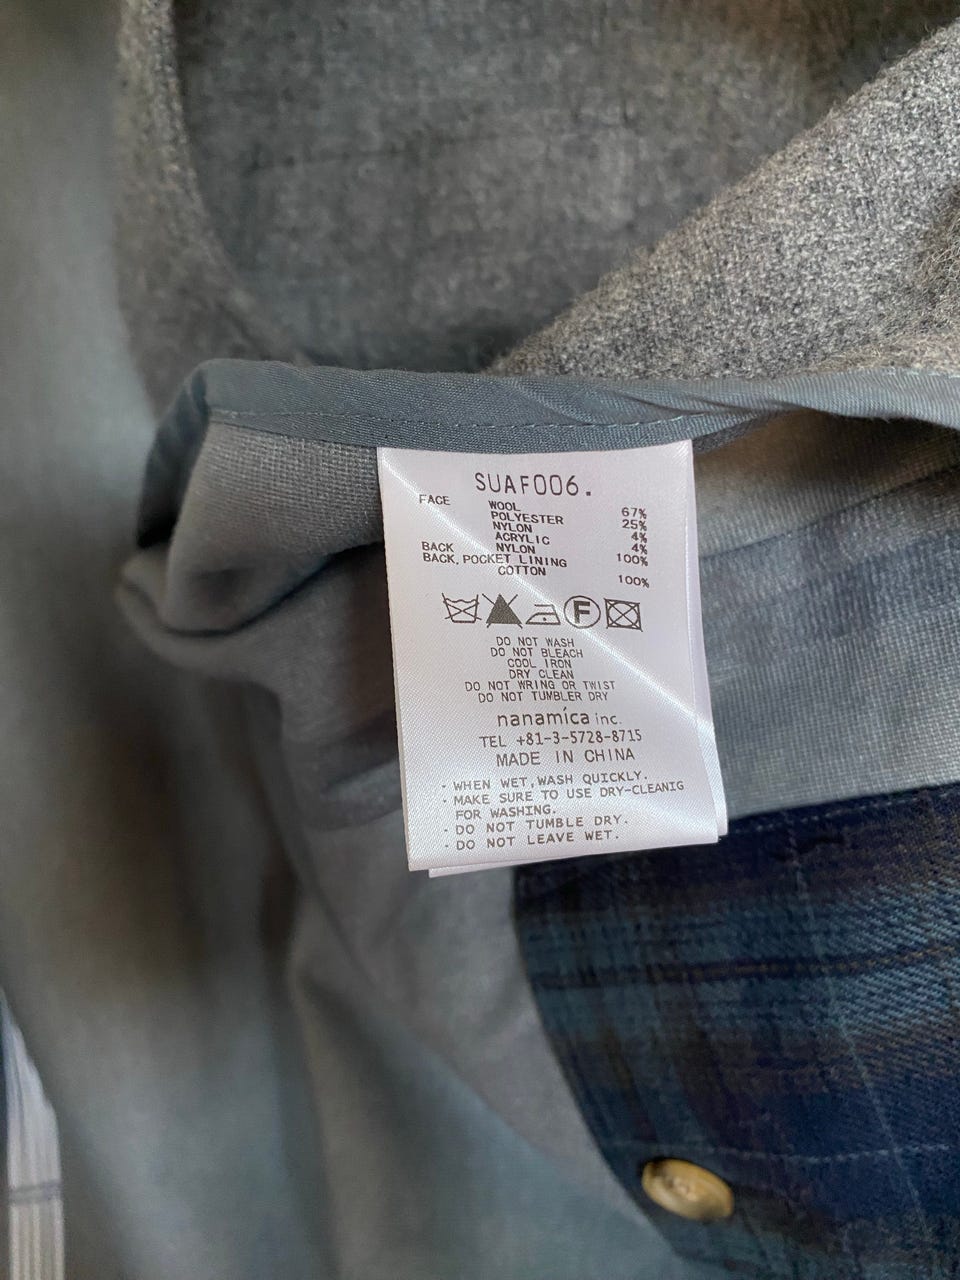 SUAF006.
FACE WOOL 67%
POLYESTER 25%
NYLON 4%
ACRYLIC 4%
BACK NYLON 100%
BACK, POCKET LINING
COTTON 100%
F
DO NOT WASH
DO NOT BLEACH
COOL IRON
DRY CLEAN
DO NOT WRING OR TWIST
DO NOT TUMBLER DRY
nanamíca inc.
TEL +81-3-5728-8715
MADE IN CHINA
・WHEN WET,WASH QUICKLY.
・MAKE SURE TO USE DRY-CLEANIG
FOR WASHING.
・DO NOT TUMBLE DRY.
・DO NOT LEAVE WET.